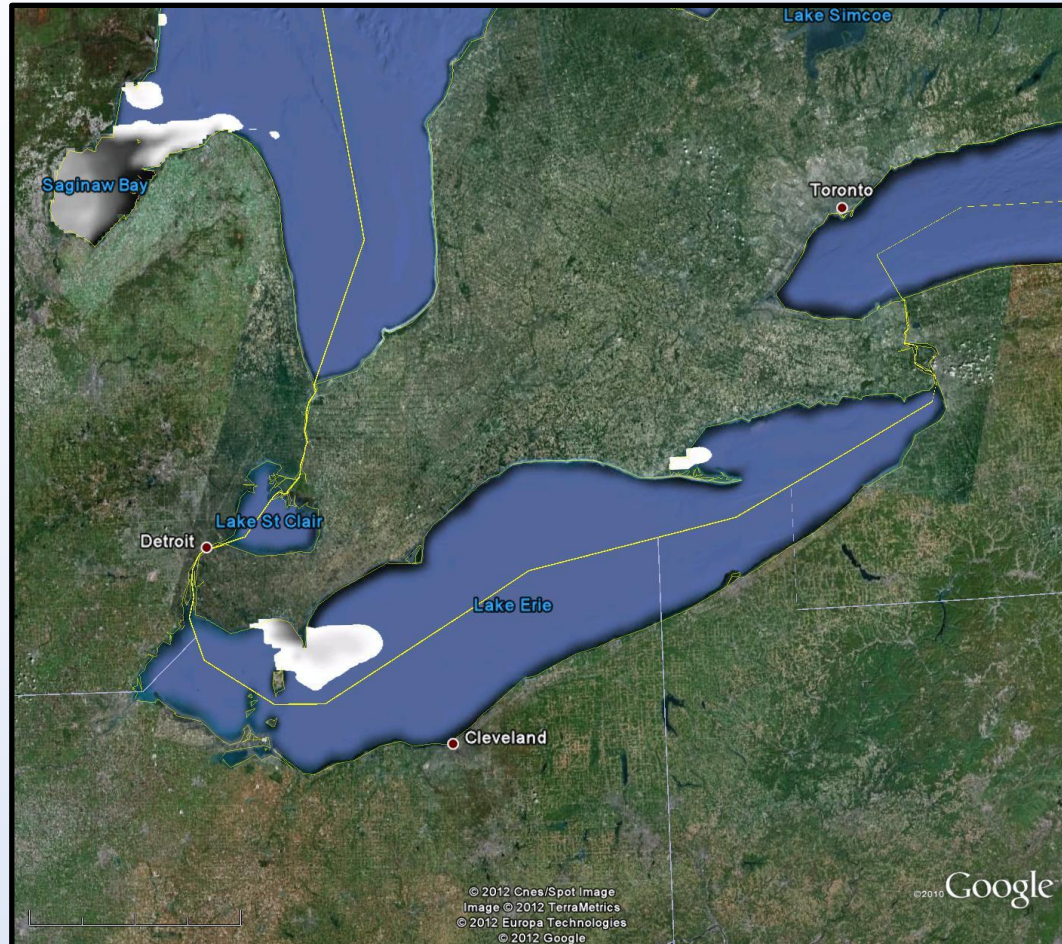 Lake Simcoe
Saginaw Bay
Toronto
Lake St Clair
Detroit
Lake Erie
Cleveland
© 2012 Cnes/Spot Image
Image © 2012 TerraMetrics
© 2012 Europa Technologies
© 2012 Google
©2010 Google